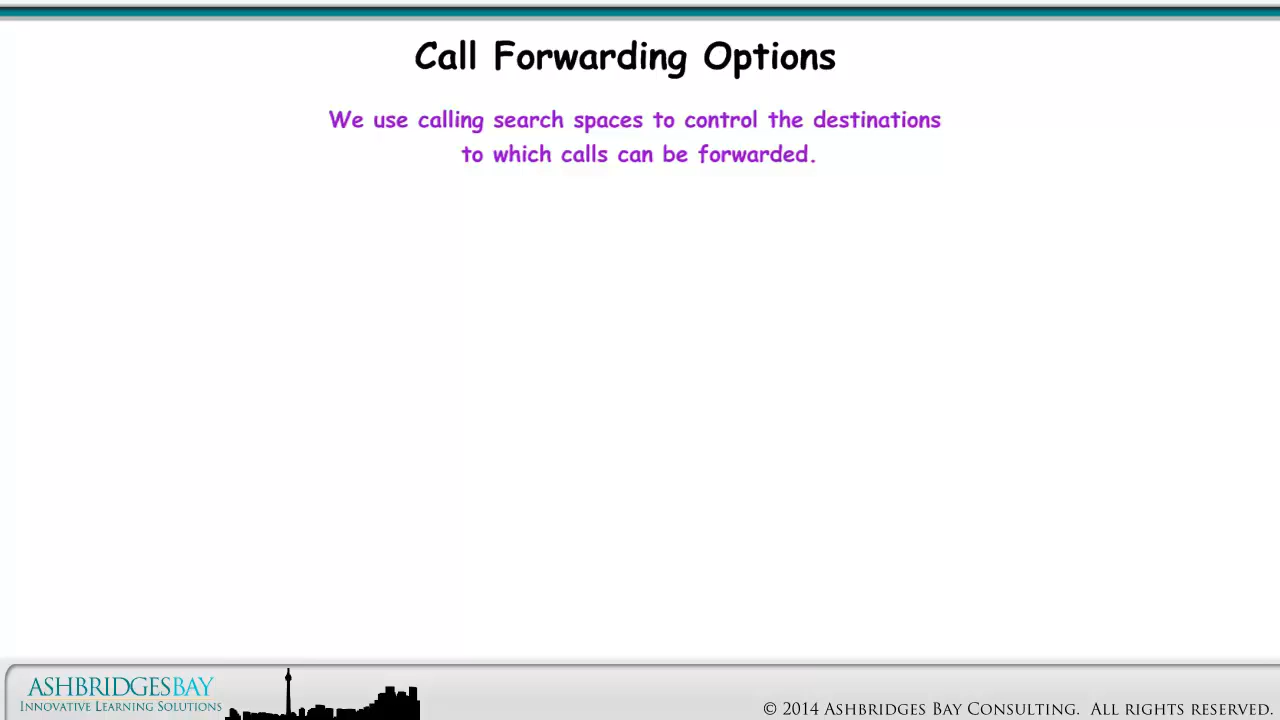 Call Forwarding Options
We use calling search spaces to control the destinations
to which calls can be forwarded.
ASHBRIDGESBAY
INNOVATIVE LEARNING SOLUTIONS
© 2014 ASHBRIDGES BAY CONSULTING. ALL RIGHTS RESERVED.